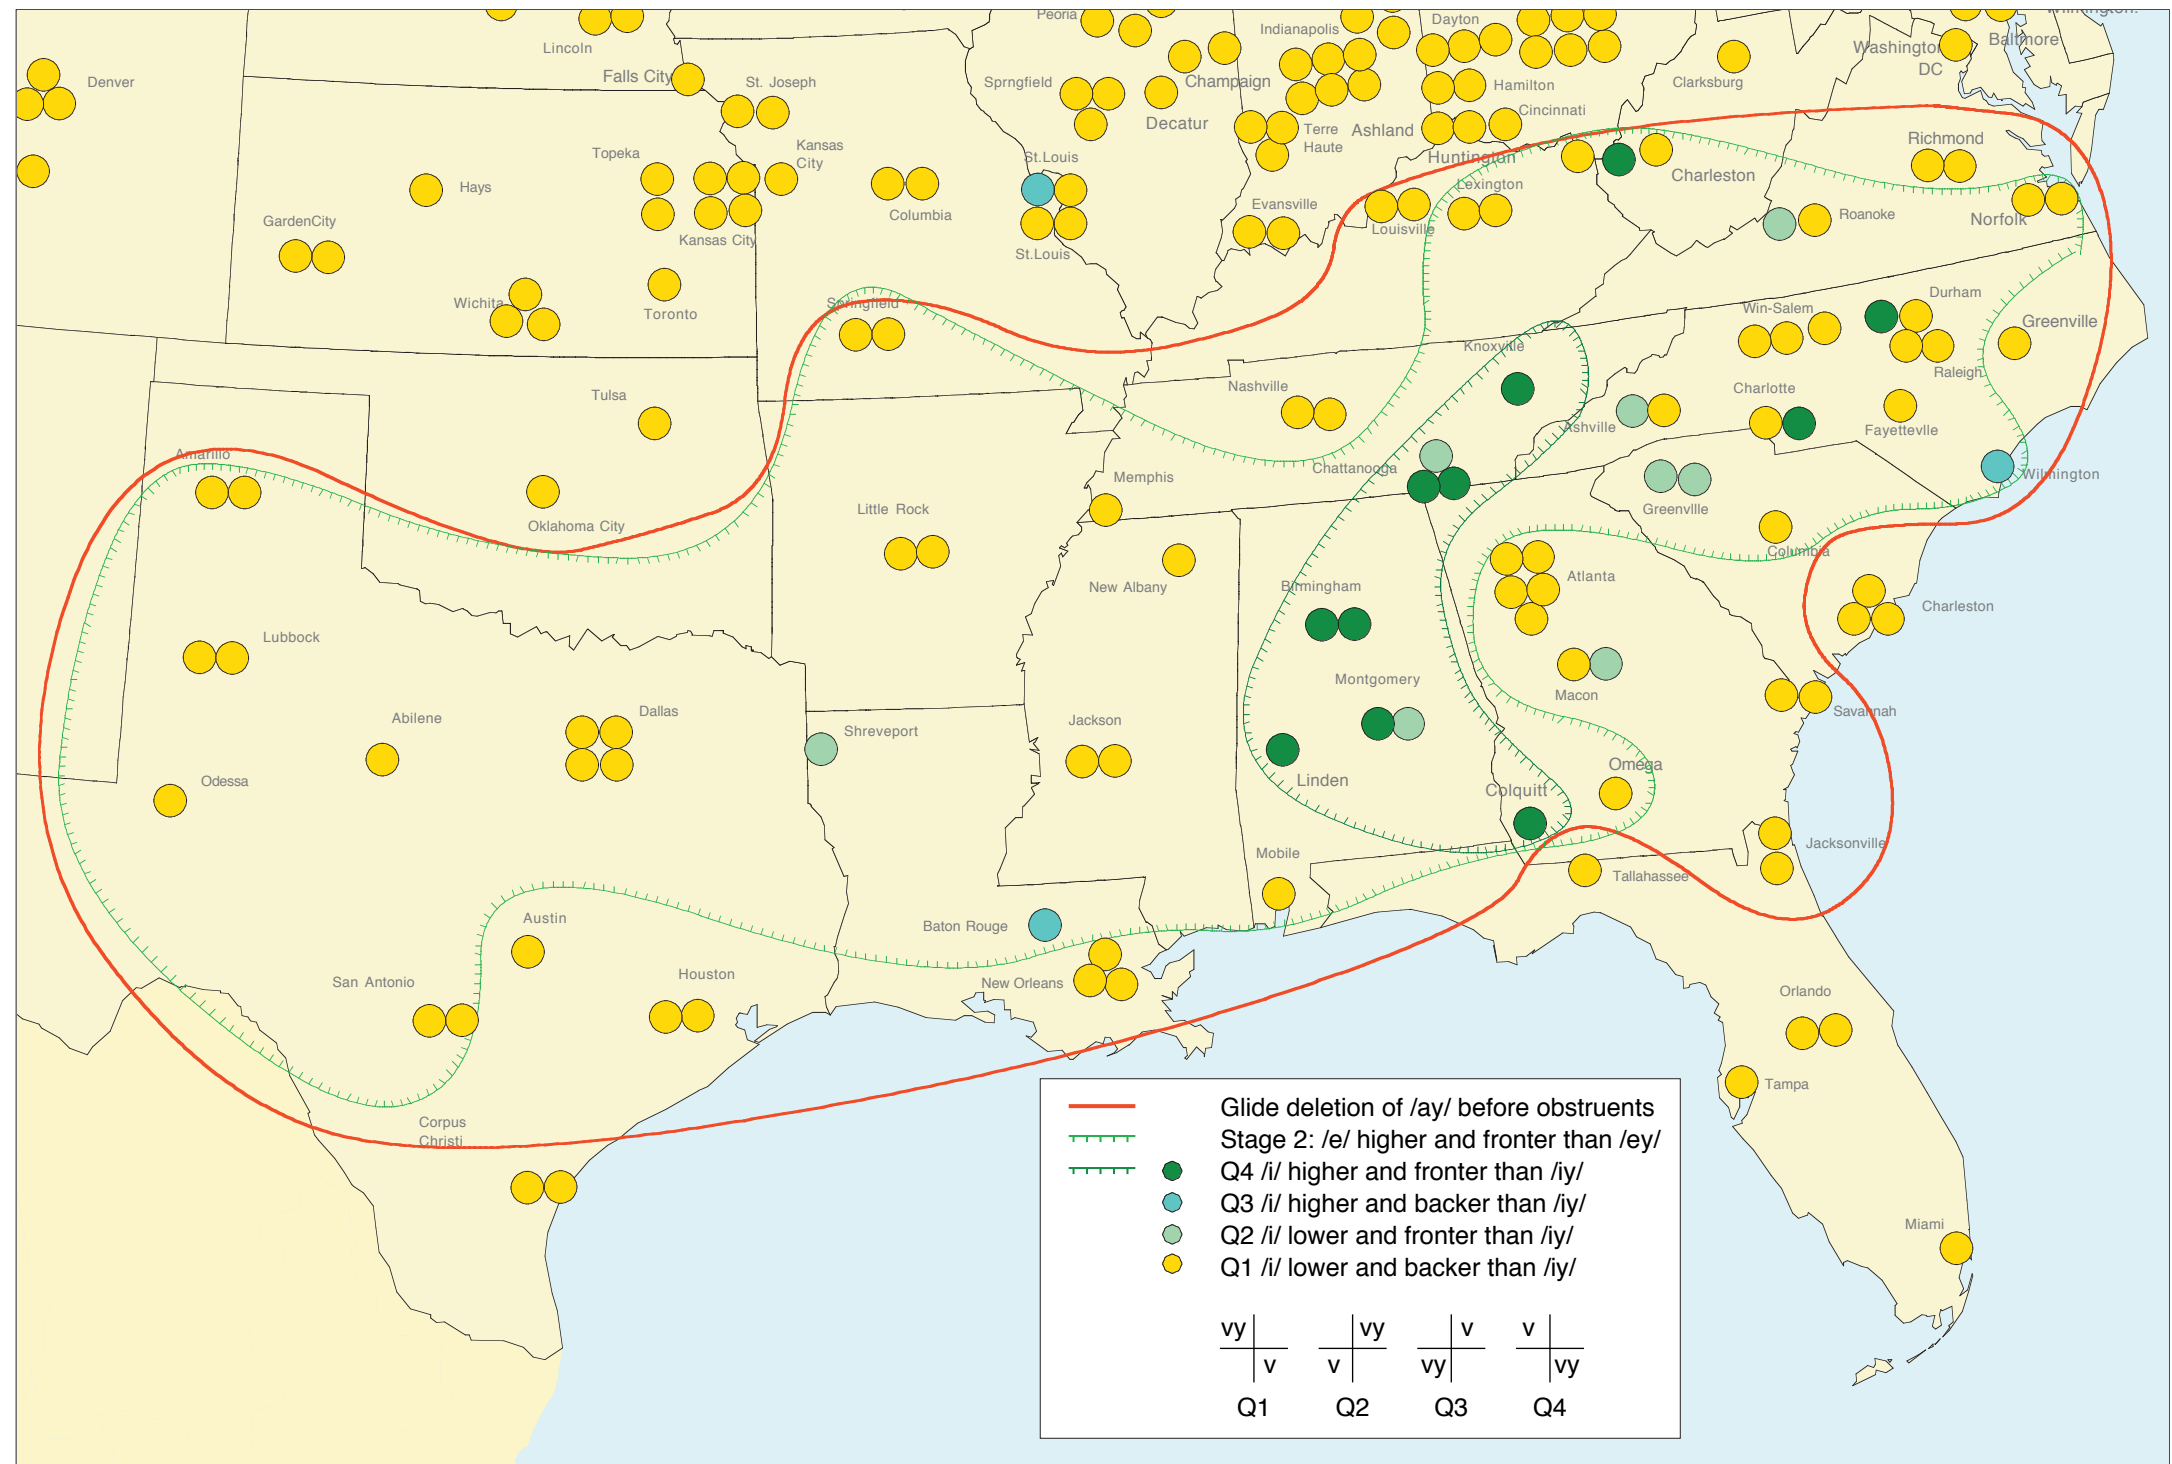 Peoria
Indianapolis
Dayton
Wilmington.
Lincoln
Washington
DC
Baltmore
Denver
Falls City
St. Joseph
Sprngfield
Champaign
Hamilton
Clarksburg
Decatur
Terre
Haute
Ashland
Cincinnati
Topeka
Kansas
City
St.Louis
Huntington
Charleston
Richmond
Hays
Lexington
GardenCity
Kansas City
Columbia
St.Louis
Evansville
Louisville
Roanoke
Norfolk
Wichita
Toronto
Springfield
Win-Salem
Durham
Greenville
Knoxville
Raleigh
Tulsa
Nashville
Charlotte
Ashville
Fayettevlle
Amarillo
Chattanooga
Memphis
Wilmington
Oklahoma City
Little Rock
Greenvllle
Columbia
New Albany
Birmingham
Atlanta
Charleston
Lubbock
Montgomery
Macon
Abilene
Dallas
Shreveport
Jackson
Savannah
Odessa
Linden
Omega
Colquitt
Mobile
Jacksonville
Tallahassee
Austin
Baton Rouge
San Antonio
Houston
New Orleans
Orlando
Tampa
Corpus
Christi
Miami
Glide deletion of /ay/ before obstruents
Stage 2: /e/ higher and fronter than /ey/
Q4 /i/ higher and fronter than /iy/
Q3 /i/ higher and backer than /iy/
Q2 /i/ lower and fronter than /iy/
Q1 /i/ lower and backer than /iy/
vy vy v v
v v vy vy
Q1 Q2 Q3 Q4